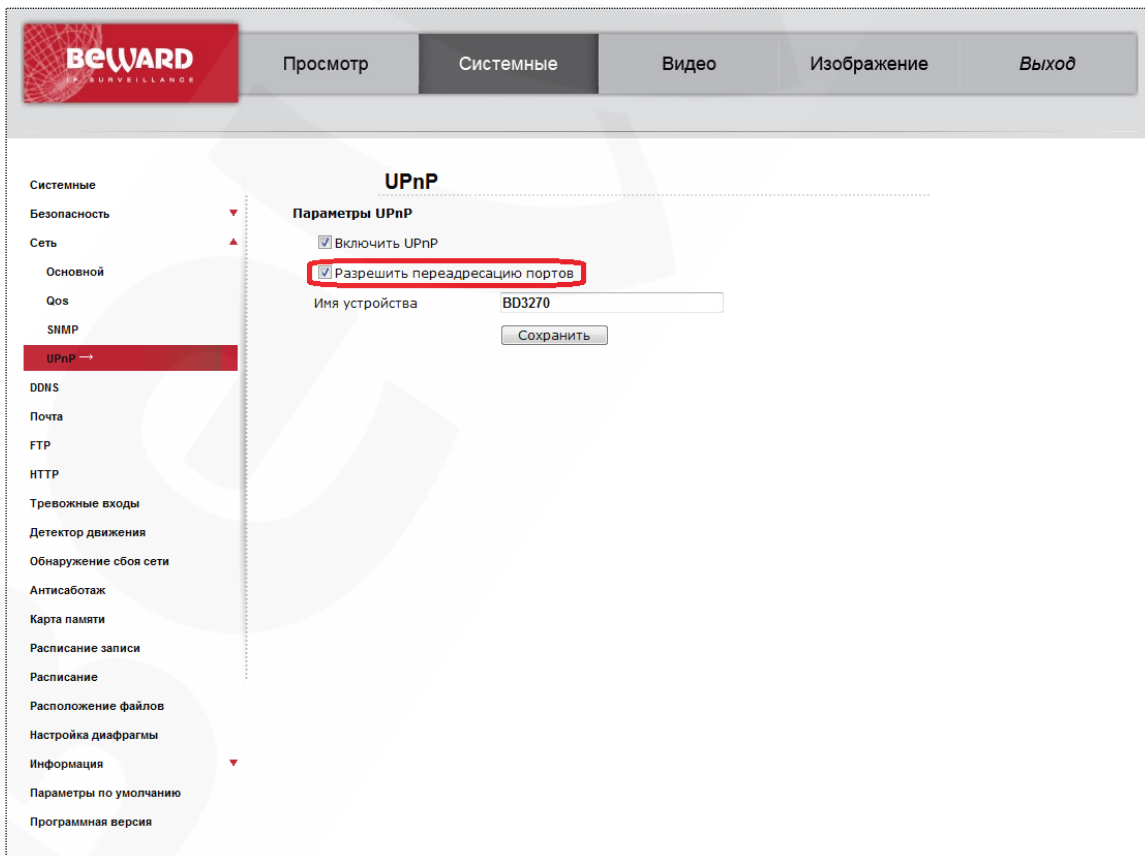 BEWARD
IP SURVEILLANCE
Просмотр
Системные
Видео
Изображение
Выход
Системные
Безопасность
Сеть
Основной
Qos
SNMP
UPnP →
DDNS
Почта
FTP
HTTP
Тревожные входы
Детектор движения
Обнаружение сбоя сети
Антисаботаж
Карта памяти
Расписание записи
Расписание
Расположение файлов
Настройка диафрагмы
Информация
Параметры по умолчанию
Программная версия
UPnP
Параметры UPnP
Включить UPnP
Разрешить переадресацию портов
Имя устройства BD3270
Сохранить